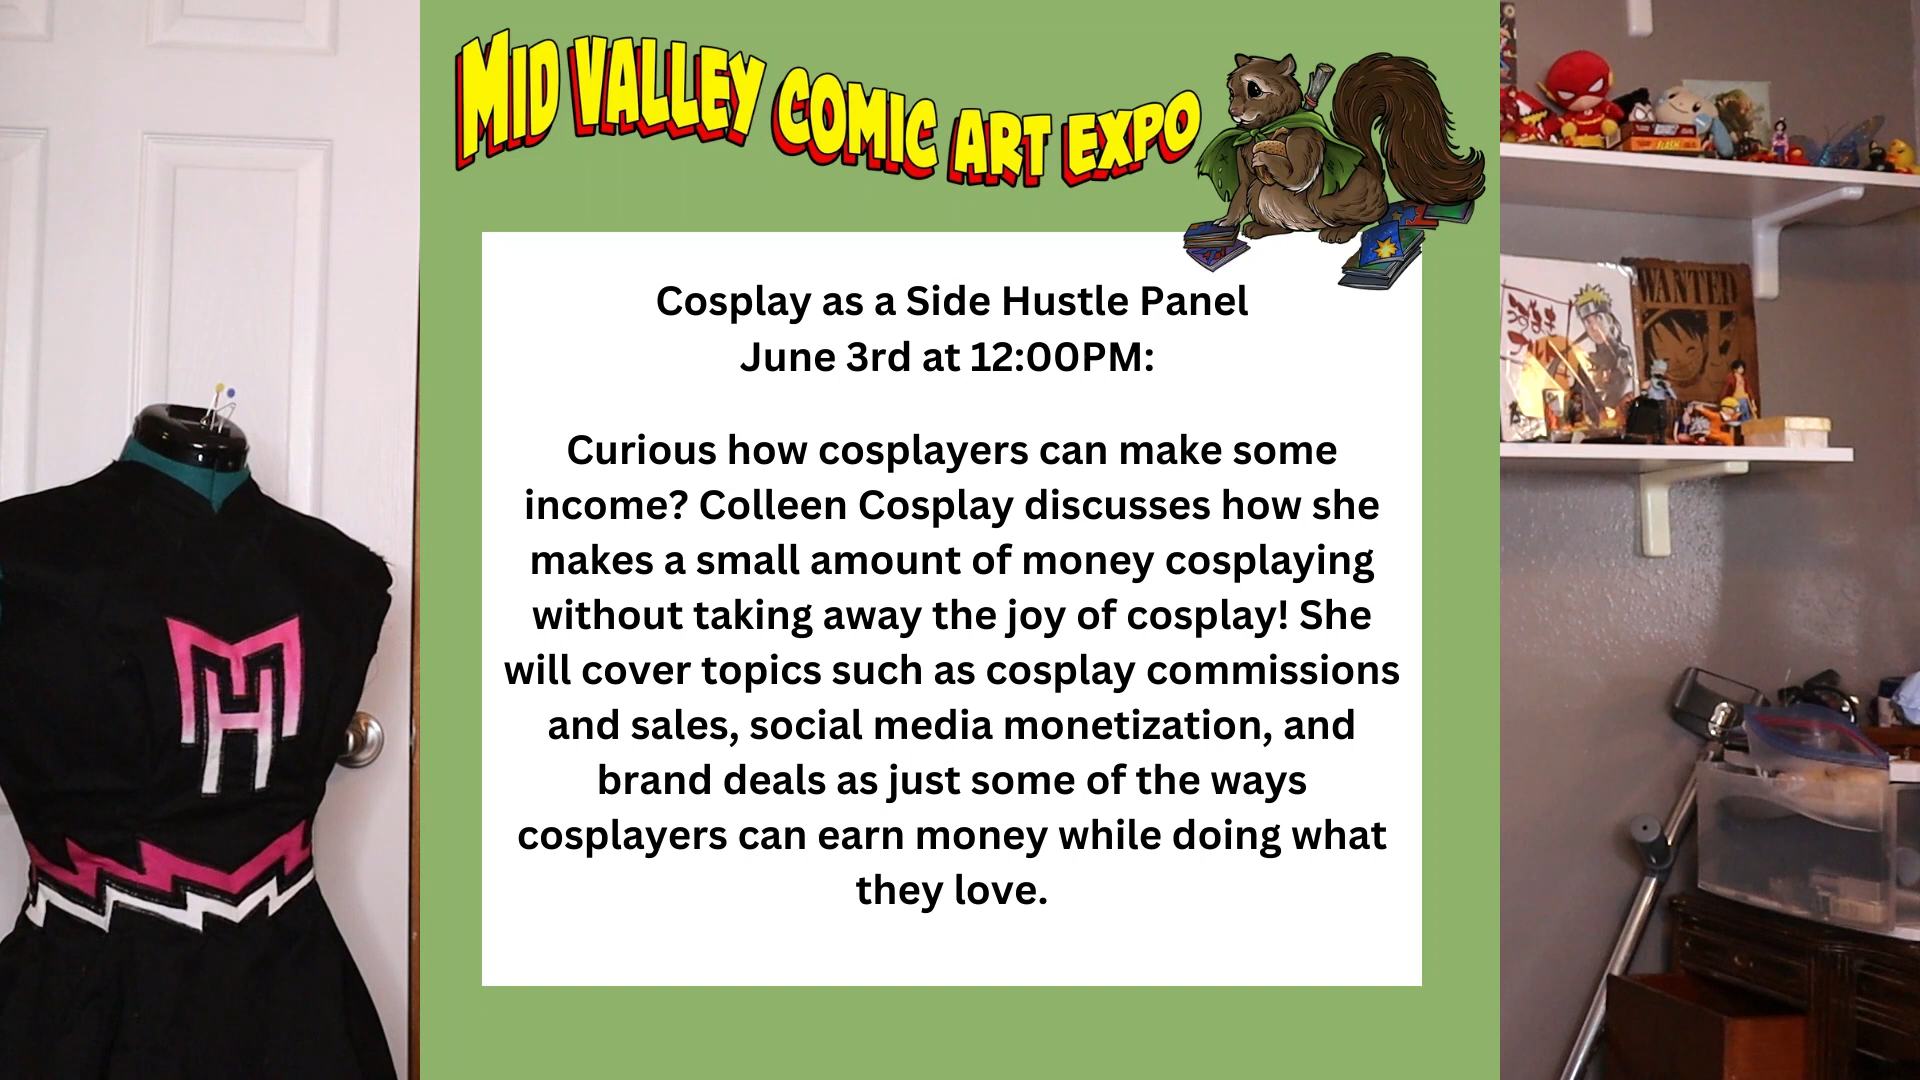 MID VALLEY COMIC ART EXPO
Cosplay as a Side Hustle Panel
June 3rd at 12:00PM:
Curious how cosplayers can make some
income? Colleen Cosplay discusses how she
makes a small amount of money cosplaying
without taking away the joy of cosplay! She
will cover topics such as cosplay commissions
and sales, social media monetization, and
brand deals as just some of the ways
cosplayers can earn money while doing what
they love.
MH
FLASH
WANTED